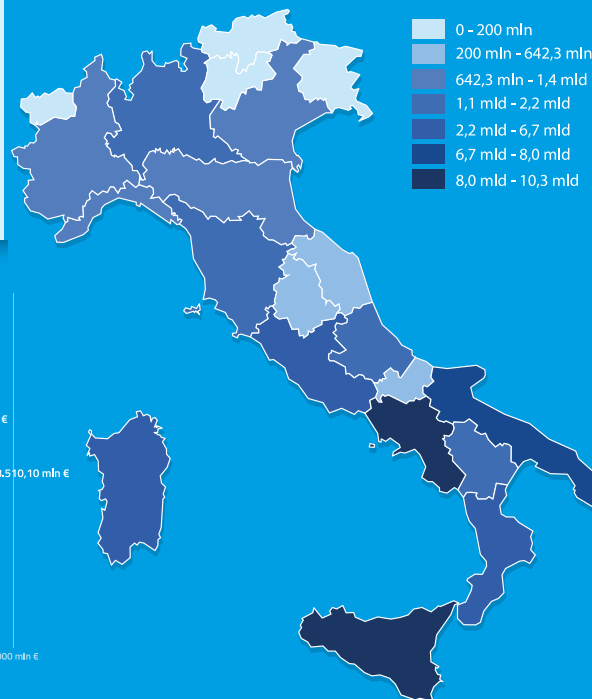 0 - 200 mln
200 mln - 642,3 mln
642,3 mln - 1,4 mld
1,1 mld - 2,2 mld
2,2 mld - 6,7 mld
6,7 mld - 8,0 mld
8,0 mld - 10,3 mld
€
.510,10 mln €
000 mln €